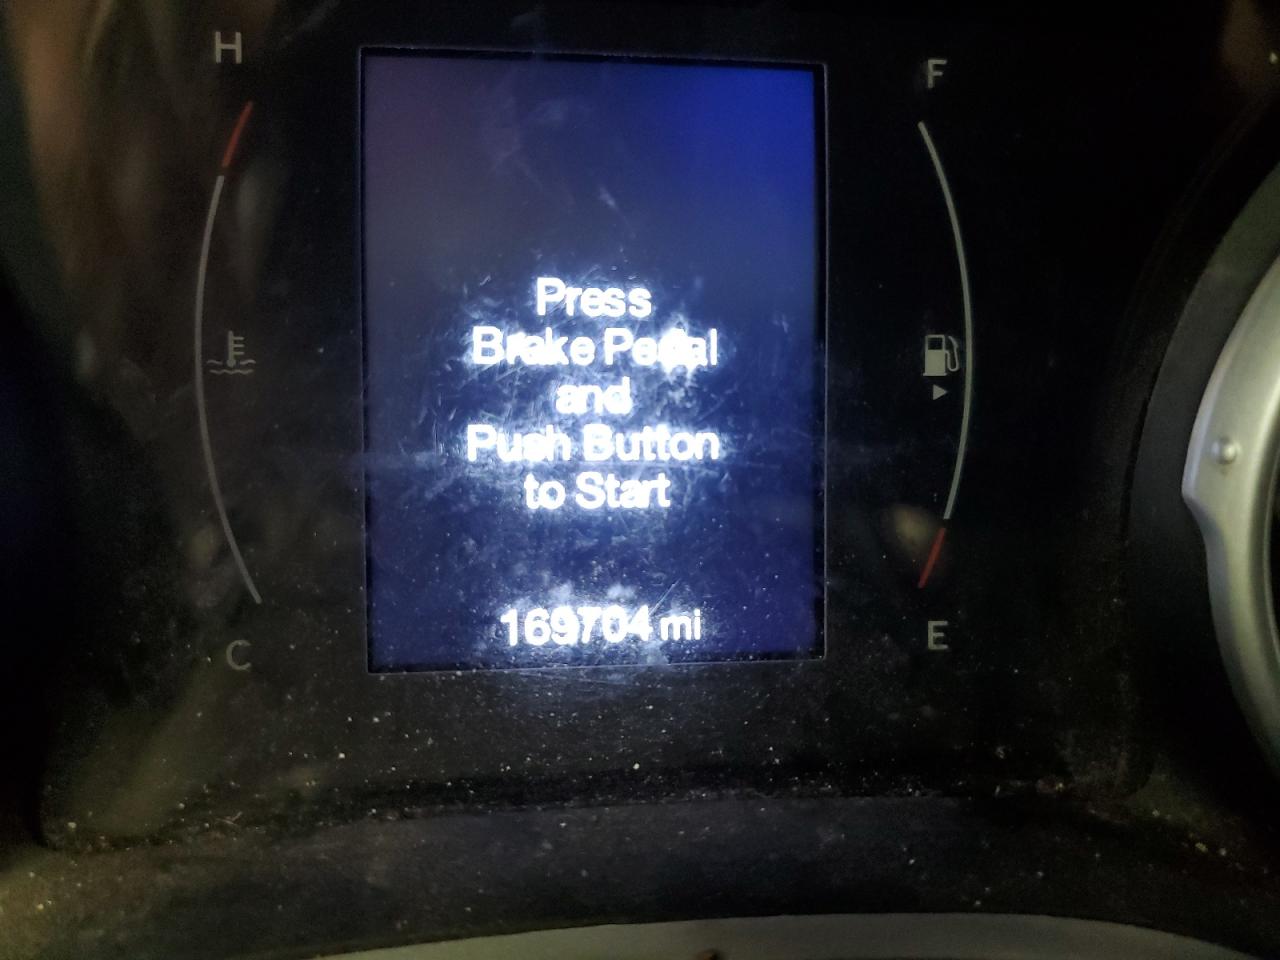 H
F
Press
Brake Pedal
and
Push Button
to Start
169704 mi
C
E